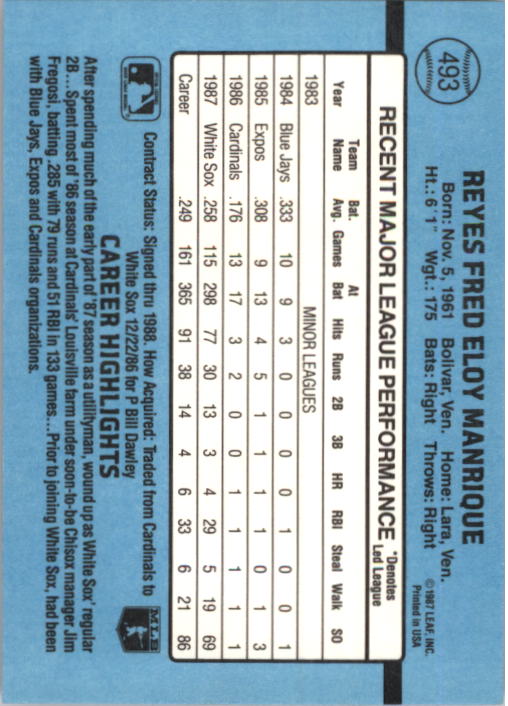 493
REYES FRED ELOY MANRIQUE
Born: Nov. 5, 1961 Bolivar, Ven. Home: Lara, Ven.
Ht.: 6'1" Wgt.: 175 Bats: Right Throws: Right
©1987 LEAF, INC.
Printed in USA
RECENT MAJOR LEAGUE PERFORMANCE
*Denotes
Led League
Year Team Name Bat. Avg. Games At Bat Hits Runs 2B 3B HR RBI Steal Walk SO
1983 MINOR LEAGUES
1984 Blue Jays .333 10 9 3 0 0 0 0 1 0 0 1
1985 Expos .308 9 13 4 5 1 1 1 1 0 1 3
1986 Cardinals .176 13 17 3 2 0 0 1 1 1 1 1
1987 White Sox .258 115 298 77 30 13 3 4 29 5 19 69
Career .249 161 365 91 38 14 4 6 33 6 21 86
Contract Status: Signed thru 1988. How Acquired: Traded from Cardinals to
White Sox 12/22/86 for P Bill Dawley
MLB
CAREER HIGHLIGHTS
After spending much of the early part of '87 season as a utilityman, wound up as White Sox' regular
2B...Spent most of '86 season at Cardinals' Louisville farm under soon-to-be Chisox manager Jim
Fregosi, batting .285 with 79 runs and 51 RBI in 133 games...Prior to joining White Sox, had been
with Blue Jays, Expos and Cardinals organizations.